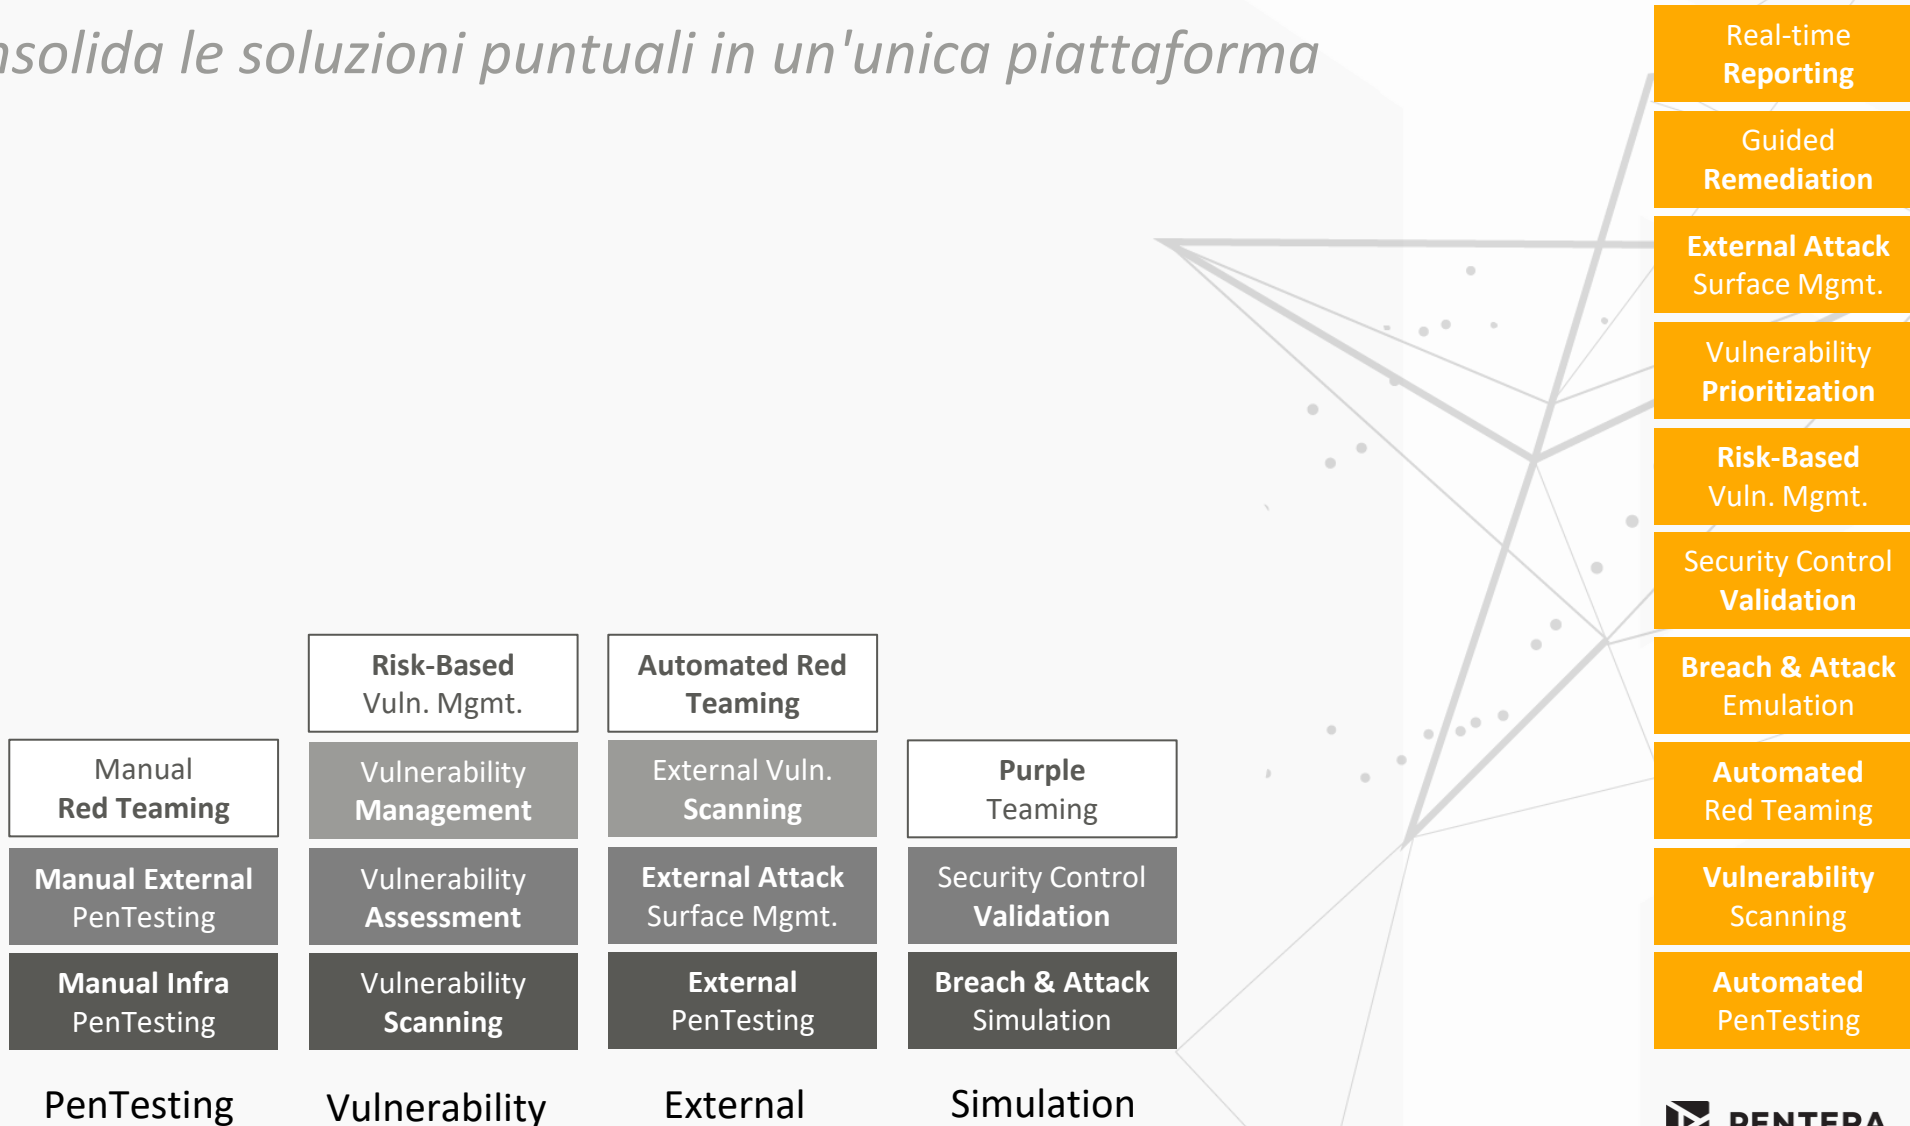 nsolida le soluzioni puntuali in un'unica piattaforma
Manual
Red Teaming
Manual External
PenTesting
Manual Infra
PenTesting
PenTesting
Risk-Based
Vuln. Mgmt.
Vulnerability
Management
Vulnerability
Assessment
Vulnerability
Scanning
Vulnerability
Automated Red
Teaming
External Vuln.
Scanning
External Attack
Surface Mgmt.
External
PenTesting
External
Purple
Teaming
Security Control
Validation
Breach & Attack
Simulation
Simulation
Real-time
Reporting
Guided
Remediation
External Attack
Surface Mgmt.
Vulnerability
Prioritization
Risk-Based
Vuln. Mgmt.
Security Control
Validation
Breach & Attack
Emulation
Automated
Red Teaming
Vulnerability
Scanning
Automated
PenTesting
PENTERA